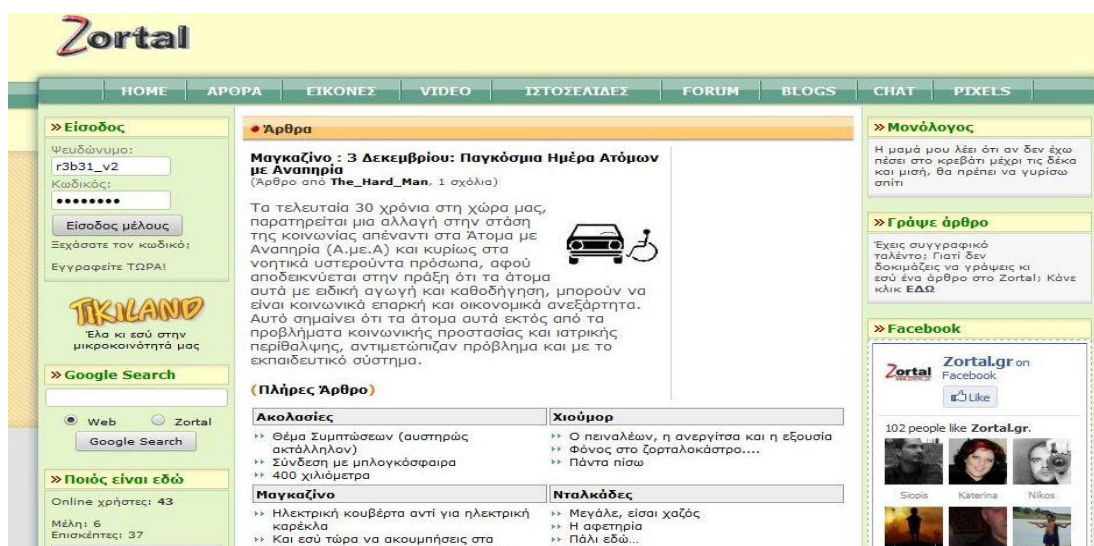 Zortal
HOME ΑΡΘΡΑ ΕΙΚΟΝΕΣ VIDEO ΙΣΤΟΣΕΛΙΔΕΣ FORUM BLOGS CHAT PIXELS
»Είσοδος
Ψευδώνυμο:
r3b31_v2
Κωδικός:
••••••••
Είσοδος μέλους
Ξεχάσατε τον κωδικό;
Εγγραφείτε ΤΩΡΑ!
TIKILAND
Έλα κι εσύ στην
μικροκοινότητά μας
»Google Search
Web Zortal
Google Search
»Ποιός είναι εδώ
Online χρήστες: 43
Μέλη: 6
Επισκέπτες: 37
Άρθρα
Μαγκαζίνο : 3 Δεκεμβρίου: Παγκόσμια Ημέρα Ατόμων
με Αναπηρία
(Άρθρο από The_Hard_Man, 1 σχόλιο)
Τα τελευταία 30 χρόνια στη χώρα μας,
παρατηρείται μια αλλαγή στην στάση
της κοινωνίας απέναντι στα Άτομα με
Αναπηρία (Α.με.Α) και κυρίως στα
νοητικά υστερούντα πρόσωπα, αφού
αποδεικνύεται στην πράξη ότι τα άτομα
αυτά με ειδική αγωγή και καθοδήγηση, μπορούν να
είναι κοινωνικά επαρκή και οικονομικά ανεξάρτητα.
Αυτό σημαίνει ότι τα άτομα αυτά εκτός από τα
προβλήματα κοινωνικής προστασίας και ιατρικής
περίθαλψης, αντιμετώπιζαν πρόβλημα και με το
εκπαιδευτικό σύστημα.
(Πλήρες Άρθρο)
Ακολασίες
Θέμα Συμπτώσεων (αυστηρώς
ακτάλληλον)
Σύνδεση με μπλογκόσφαιρα
400 χιλιόμετρα
Χιούμορ
Ο πειναλέων, η ανεργίτσα και η εξουσία
Φόνος στο ζορταλοκάστρο....
Πάντα πίσω
Μαγκαζίνο
Ηλεκτρική κουβέρτα αντί για ηλεκτρική
καρέκλα
Και εσύ τώρα να ακουμπήσεις στα
Νταλκάδες
Μεγάλε, είσαι χαζός
Η αφετηρία
Πάλι εδώ...
»Μονόλογος
Η μαμά μου λέει ότι αν δεν έχω
πέσει στο κρεβάτι μέχρι τις δέκα
και μισή, θα πρέπει να γυρίσω
σπίτι
»Γράψε άρθρο
Έχεις συγγραφικό
ταλέντο; Γιατί δεν
δοκιμάζεις να γράψεις κι
εσύ ένα άρθρο στο Zortal; Κάνε
κλικ ΕΔΩ
»Facebook
Zortal
Zortal.gr on
Facebook
Like
102 people like Zortal.gr.
Siopis Katerina Nikos